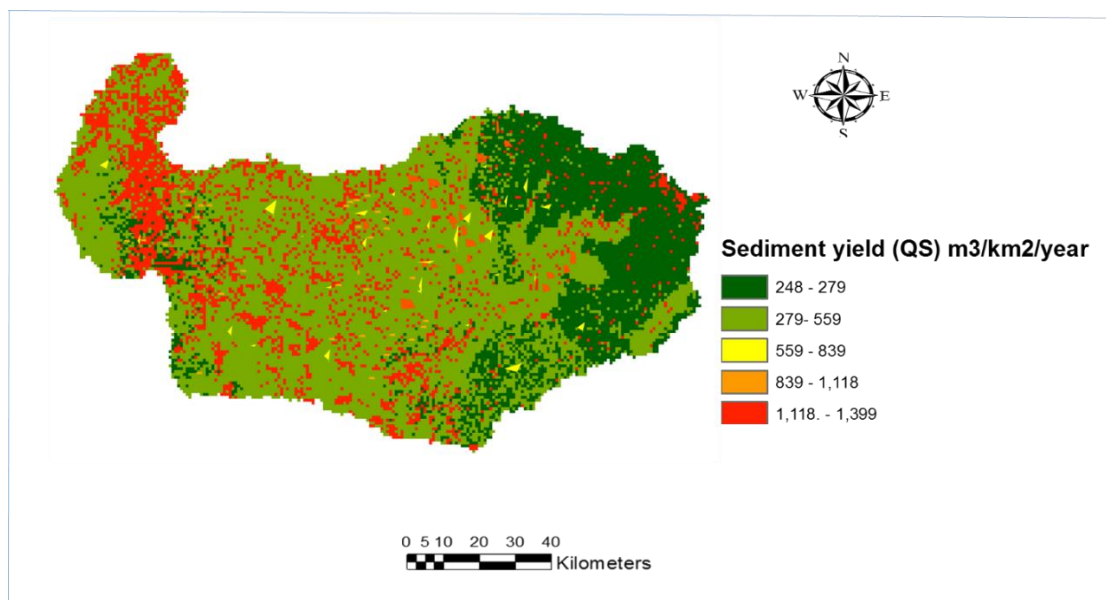 N
W E
S
Sediment yield (QS) m3/km2/year
248 - 279
279- 559
559 - 839
839 - 1,118
1,118. - 1,399
0 5 10 20 30 40
Kilometers